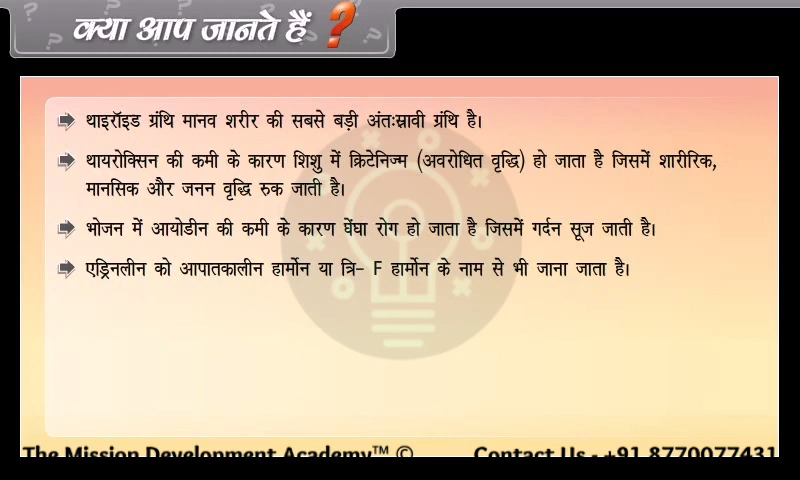 क्या आप जानते हैं ?
थाइरॉइड ग्रंथि मानव शरीर की सबसे बड़ी अंतःस्रावी ग्रंथि है।
थायरोक्सिन की कमी के कारण शिशु में क्रिटेनिज्म (अवरोधित वृद्धि) हो जाता है जिसमें शारीरिक,
मानसिक और जनन वृद्धि रुक जाती है।
भोजन में आयोडीन की कमी के कारण घेंघा रोग हो जाता है जिसमें गर्दन सूज जाती है।
एड्रिनलीन को आपातकालीन हार्मोन या त्रि- F हार्मोन के नाम से भी जाना जाता है।
The Mission Development Academy™ © Contact Us - +91 8770077431